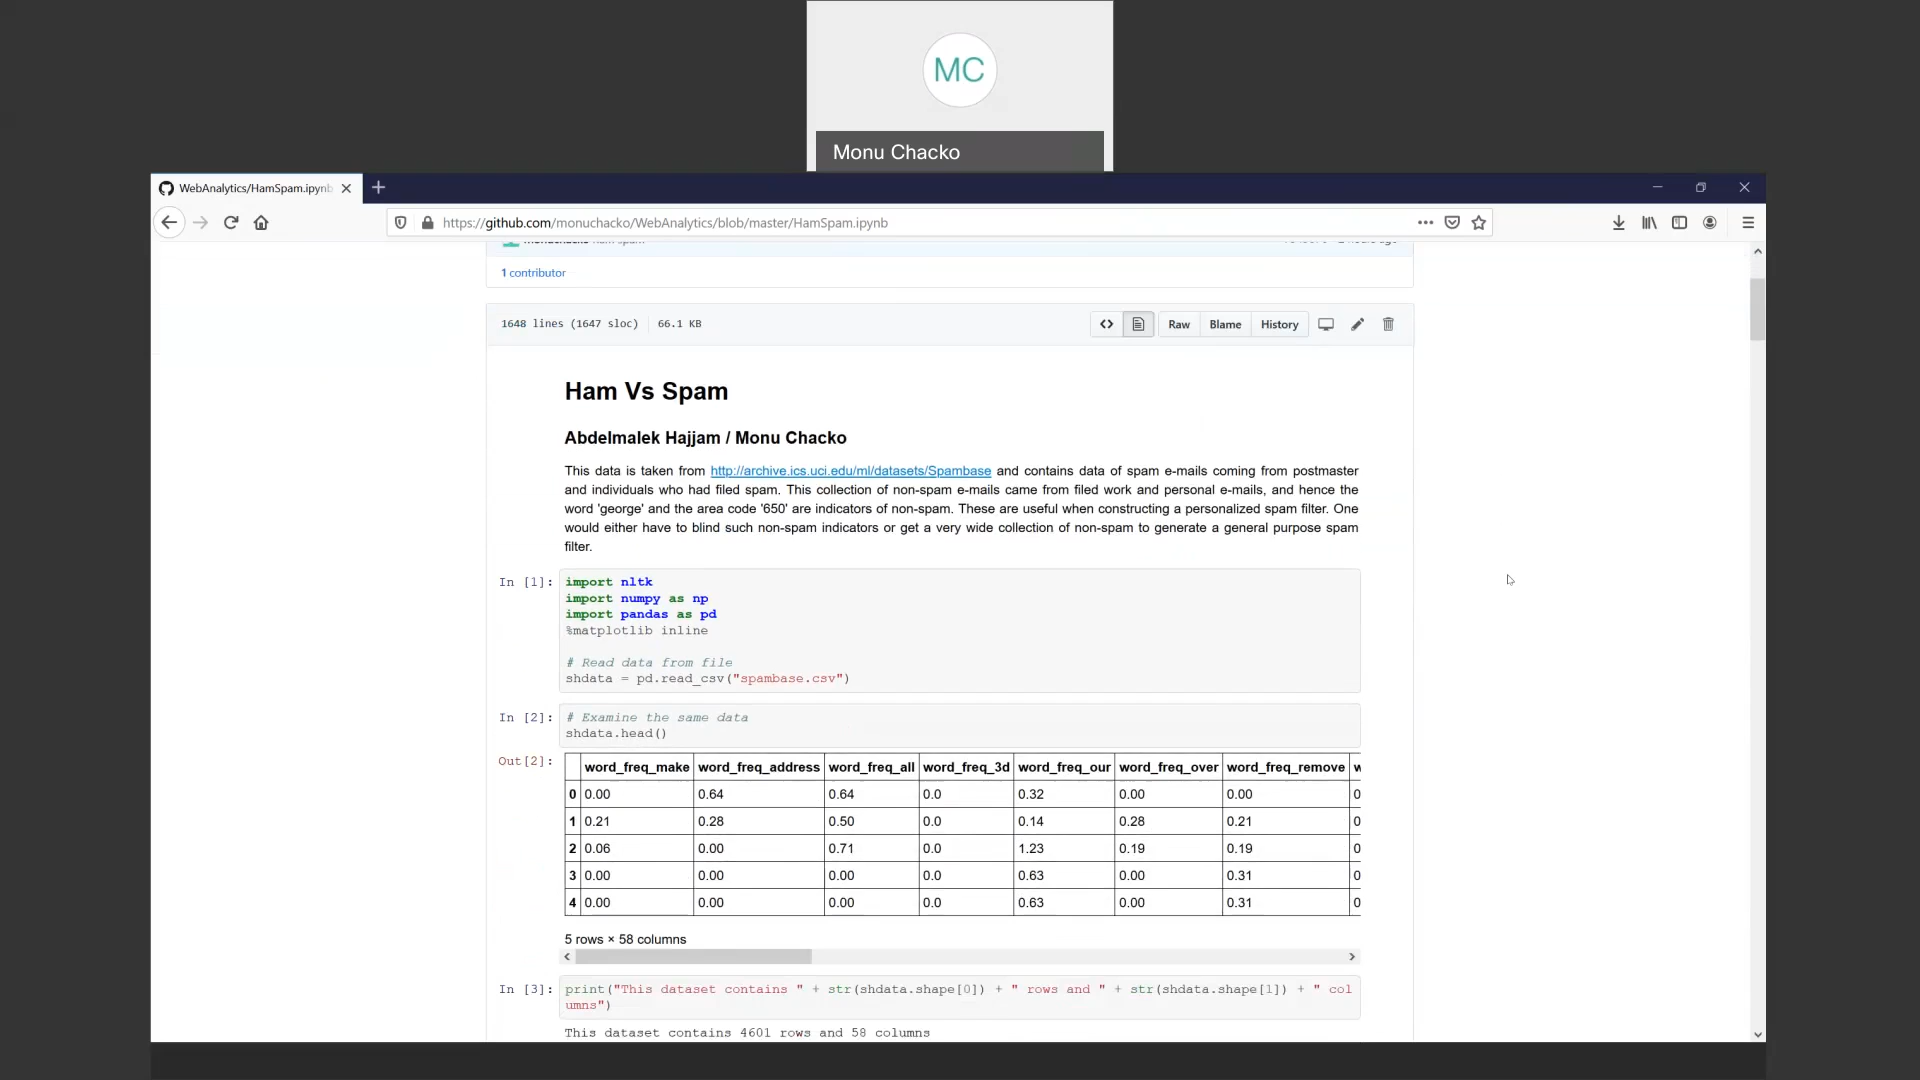 MC
Monu Chacko
WebAnalytics/HamSpam.ipynb
https://github.com/monuchacko/WebAnalytics/blob/master/HamSpam.ipynb
1 contributor
1648 lines (1647 sloc) 66.1 KB
Raw Blame History
Ham Vs Spam
Abdelmalek Hajjam / Monu Chacko
This data is taken from http://archive.ics.uci.edu/ml/datasets/Spambase and contains data of spam e-mails coming from postmaster
and individuals who had filed spam. This collection of non-spam e-mails came from filed work and personal e-mails, and hence the
word 'george' and the area code '650' are indicators of non-spam. These are useful when constructing a personalized spam filter. One
would either have to blind such non-spam indicators or get a very wide collection of non-spam to generate a general purpose spam
filter.
In [1]: import nltk
import numpy as np
import pandas as pd
%matplotlib inline
# Read data from file
shdata = pd.read_csv("spambase.csv")
In [2]: # Examine the same data
shdata.head()
Out[2]:
word_freq_make word_freq_address word_freq_all word_freq_3d word_freq_our word_freq_over word_freq_remove
0 0.00 0.64 0.64 0.0 0.32 0.00 0.00 0
1 0.21 0.28 0.50 0.0 0.14 0.28 0.21 0
2 0.06 0.00 0.71 0.0 1.23 0.19 0.19 0
3 0.00 0.00 0.00 0.0 0.63 0.00 0.31 0
4 0.00 0.00 0.00 0.0 0.63 0.00 0.31 0
5 rows × 58 columns
In [3]: print("This dataset contains " + str(shdata.shape[0]) + " rows and " + str(shdata.shape[1]) + " col
umns")
This dataset contains 4601 rows and 58 columns